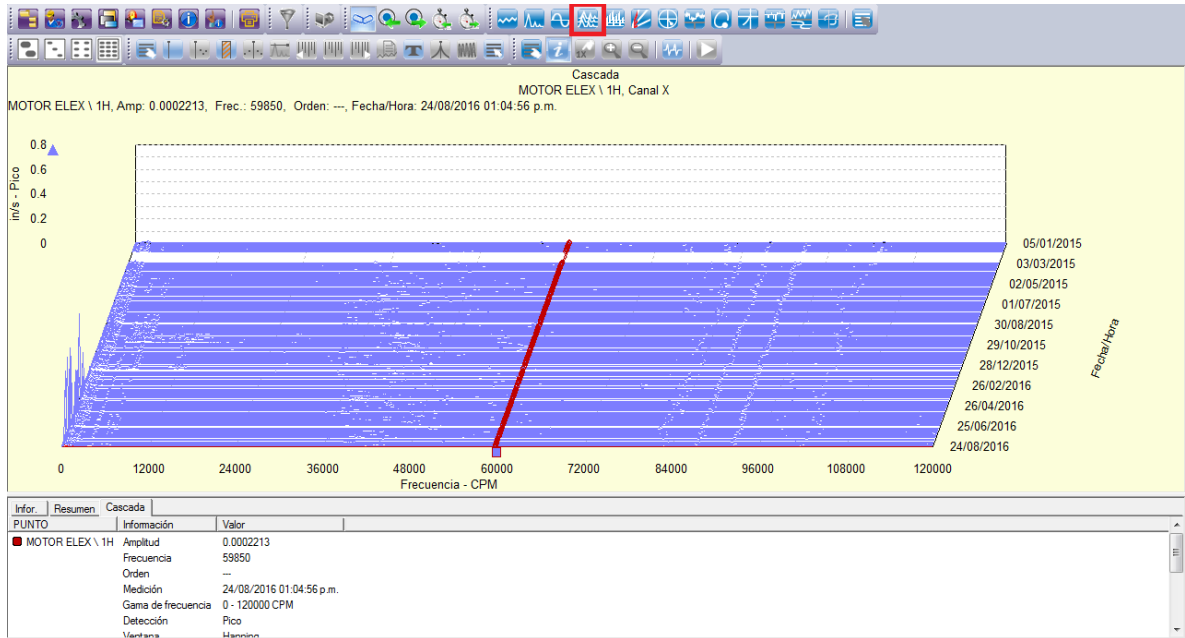 Cascada
MOTOR ELEX \ 1H, Canal X
MOTOR ELEX \ 1H, Amp: 0.0002213, Frec.: 59850, Orden: ---, Fecha/Hora: 24/08/2016 01:04:56 p.m.
0.8
0.6
0.4
0.2
0
in/s - Pico
05/01/2015
03/03/2015
02/05/2015
01/07/2015
30/08/2015
29/10/2015
28/12/2015
26/02/2016
26/04/2016
25/06/2016
24/08/2016
Fecha/Hora
0 12000 24000 36000 48000 60000 72000 84000 96000 108000 120000
Frecuencia - CPM
Infor. Resumen Cascada
PUNTO Información Valor
MOTOR ELEX \ 1H Amplitud 0.0002213
Frecuencia 59850
Orden ---
Medición 24/08/2016 01:04:56 p.m.
Gama de frecuencia 0 - 120000 CPM
Detección Pico
Ventana Hanning